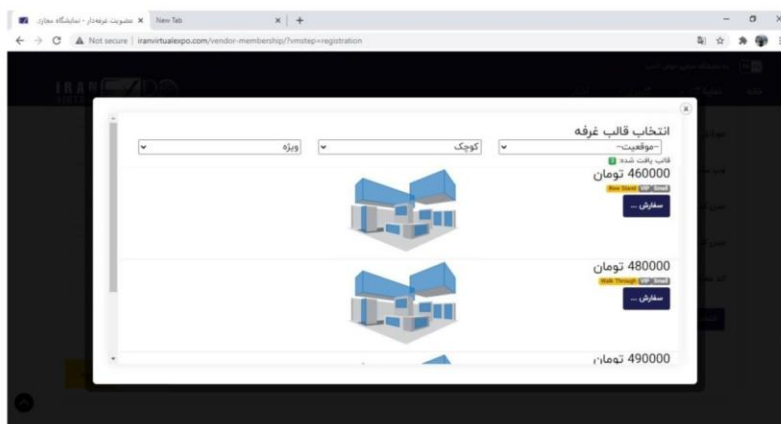 عضویت غرفه‌دار – نمایشگاه مجازی
New Tab
Not secure | iranvirtualexpo.com/vendor-membership/?vmstep=registration
IRAN
انتخاب قالب غرفه
–موقعیت– کوچک ویژه
قالب یافت شده:
460000 تومان
Row Stand VIP Small
سفارش ...
480000 تومان
Walk Through VIP Small
سفارش ...
490000 تومان